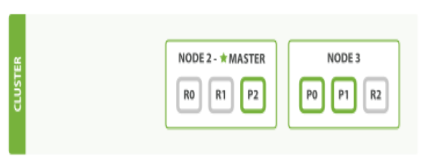 CLUSTER
NODE 2 - ★ MASTER
R0 R1 P2
NODE 3
P0 P1 R2